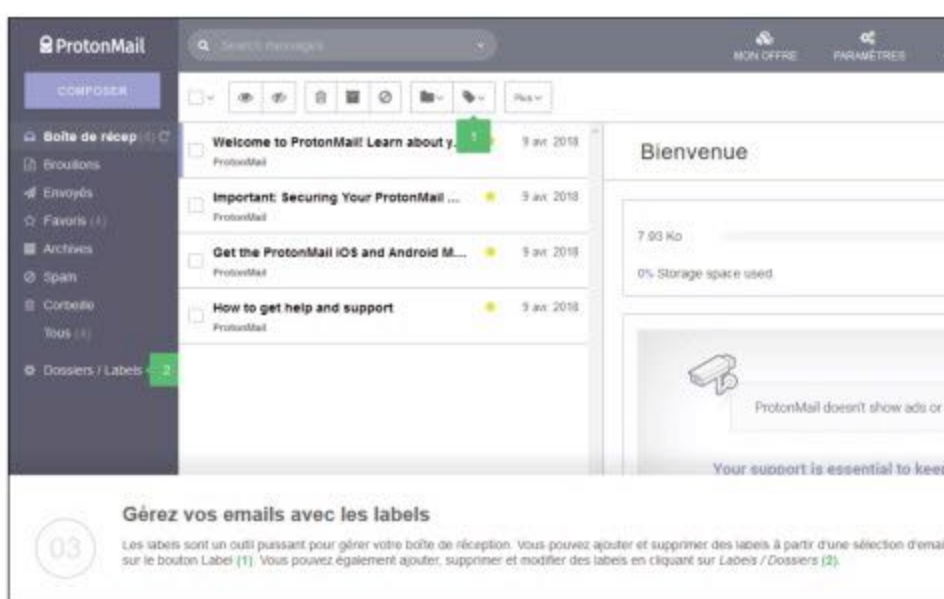 ProtonMail
Search messages
MON OFFRE
PARAMÈTRES
COMPOSER
Plus
Boîte de récep (4)
Brouillons
Envoyés
Favoris (4)
Archives
Spam
Corbeille
Tous (4)
Dossiers / Labels
2
1
Welcome to ProtonMail! Learn about y... 9 avr. 2018
ProtonMail
Important: Securing Your ProtonMail ... 9 avr. 2018
ProtonMail
Get the ProtonMail iOS and Android M... 9 avr. 2018
ProtonMail
How to get help and support 9 avr. 2018
ProtonMail
Bienvenue
7.93 Ko
0% Storage space used
ProtonMail doesn't show ads or
Your support is essential to keep
03
Gérez vos emails avec les labels
Les labels sont un outil puissant pour gérer votre boîte de réception. Vous pouvez ajouter et supprimer des labels à partir d'une sélection d'emai
sur le bouton Label (1). Vous pouvez également ajouter, supprimer et modifier des labels en cliquant sur Labels / Dossiers (2).